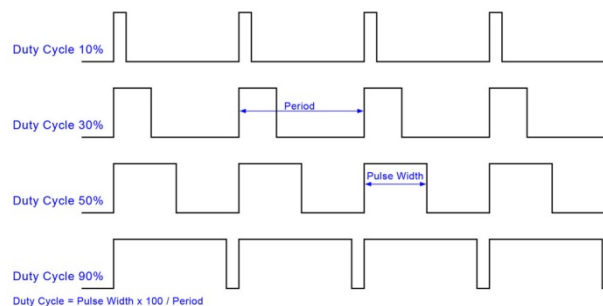 Duty Cycle 10%
Duty Cycle 30%
Period
Duty Cycle 50%
Pulse Width
Duty Cycle 90%
Duty Cycle = Pulse Width x 100 / Period